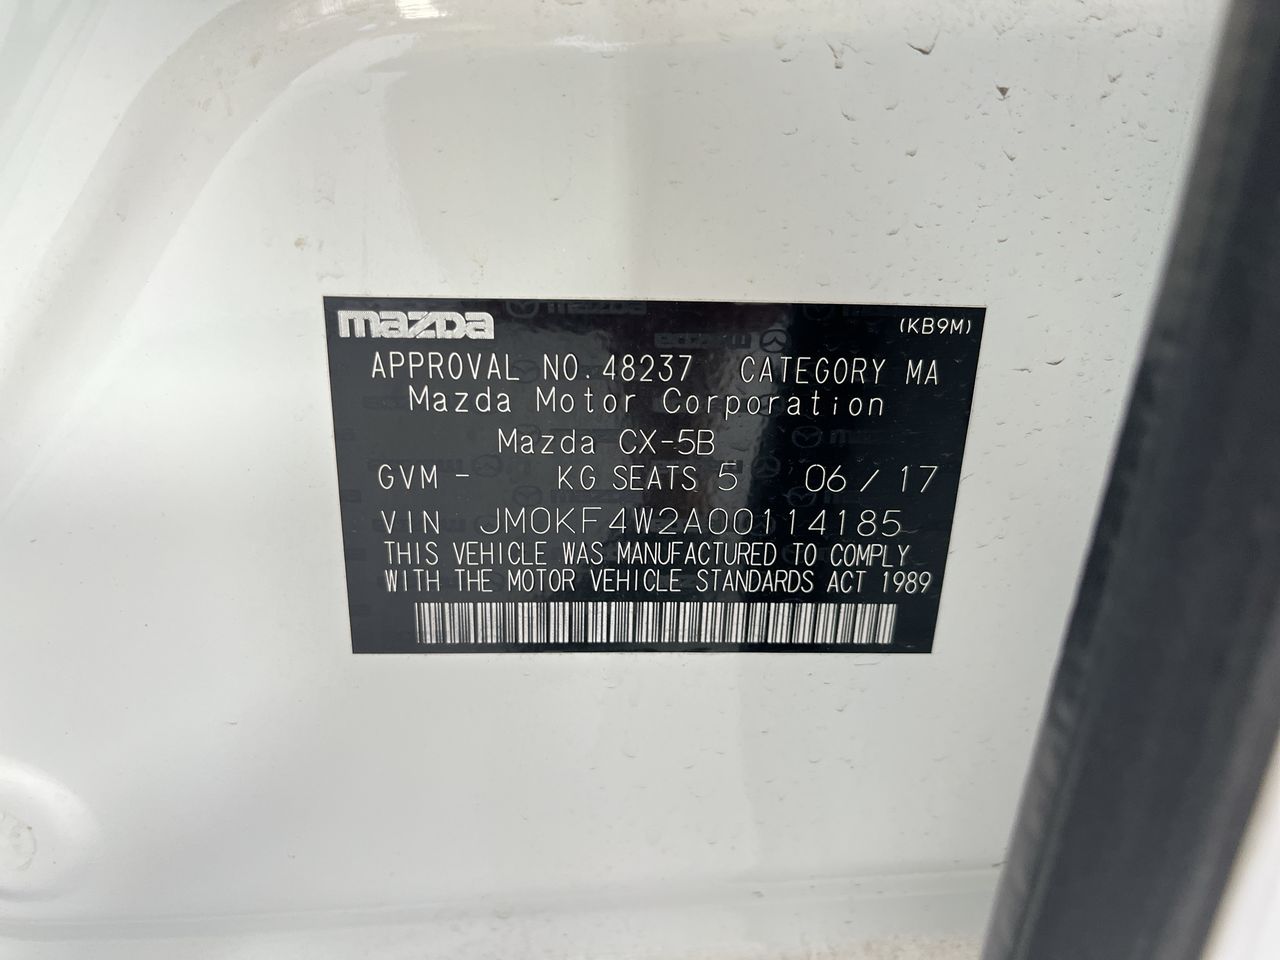 mazda (KB9M)
APPROVAL NO. 48237 CATEGORY MA
Mazda Motor Corporation
Mazda CX-5B
GVM - KG SEATS 5 06 / 17
VIN JM0KF4W2A00114185
THIS VEHICLE WAS MANUFACTURED TO COMPLY
WITH THE MOTOR VEHICLE STANDARDS ACT 1989